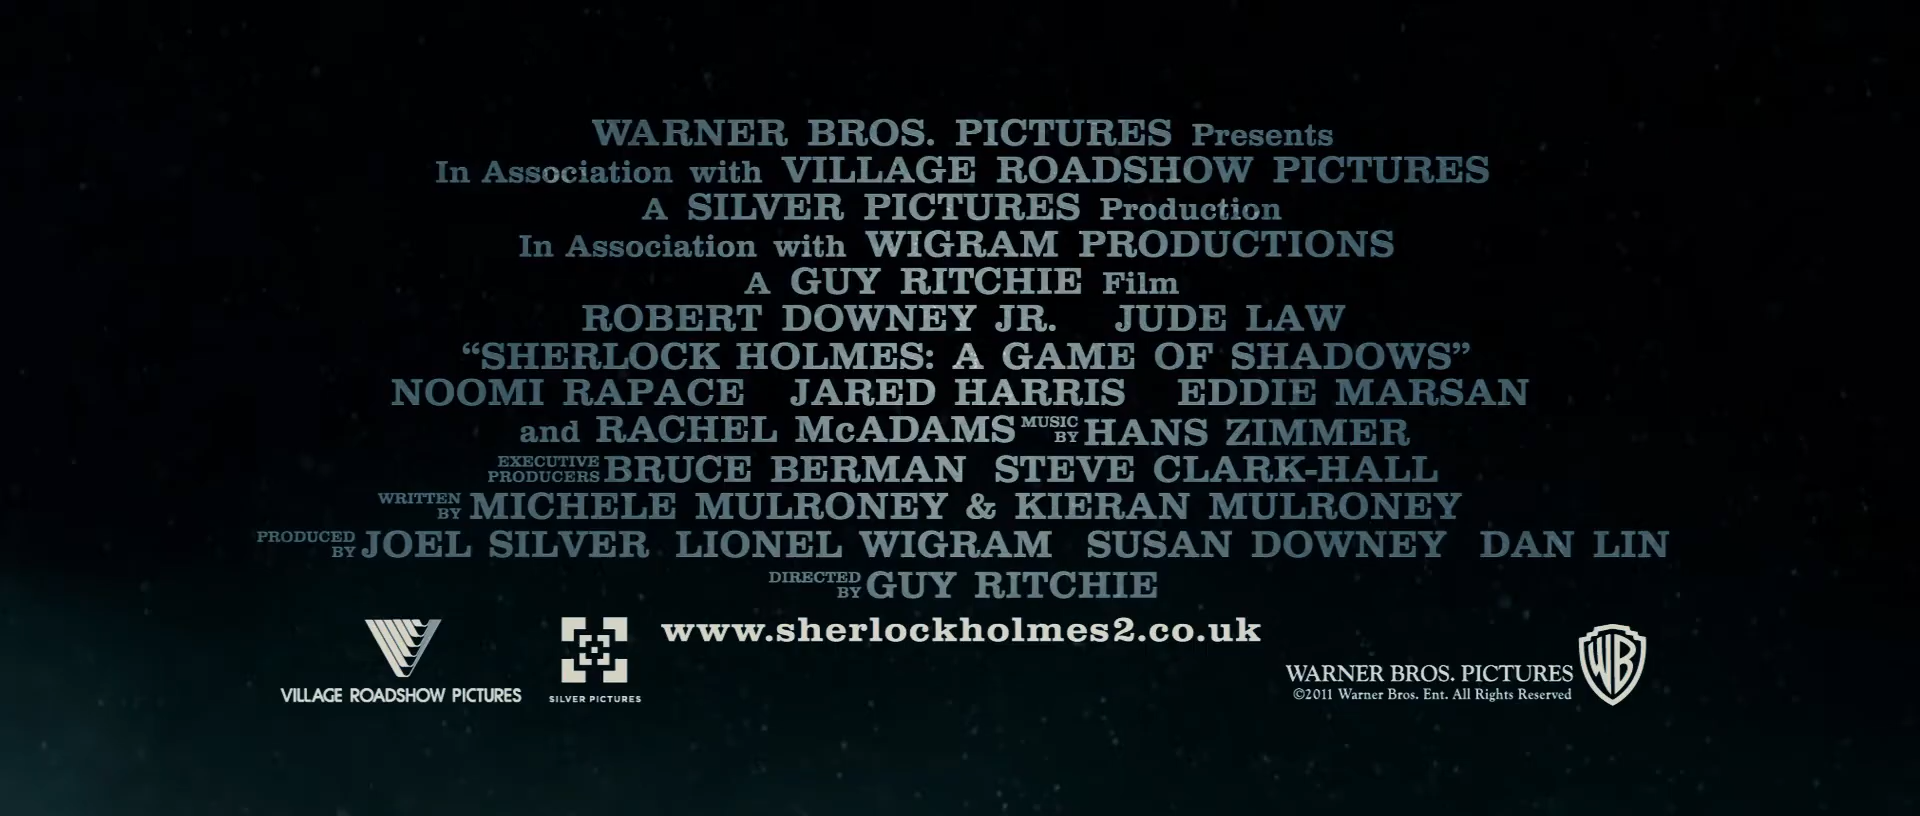 WARNER BROS. PICTURES Presents
In Association with VILLAGE ROADSHOW PICTURES
A SILVER PICTURES Production
In Association with WIGRAM PRODUCTIONS
A GUY RITCHIE Film
ROBERT DOWNEY JR. JUDE LAW
“SHERLOCK HOLMES: A GAME OF SHADOWS”
NOOMI RAPACE JARED HARRIS EDDIE MARSAN
and RACHEL McADAMS MUSIC BY HANS ZIMMER
EXECUTIVE PRODUCERS BRUCE BERMAN STEVE CLARK-HALL
WRITTEN BY MICHELE MULRONEY & KIERAN MULRONEY
PRODUCED BY JOEL SILVER LIONEL WIGRAM SUSAN DOWNEY DAN LIN
DIRECTED BY GUY RITCHIE
www.sherlockholmes2.co.uk
VILLAGE ROADSHOW PICTURES
SILVER PICTURES
WARNER BROS. PICTURES
©2011 Warner Bros. Ent. All Rights Reserved
WB